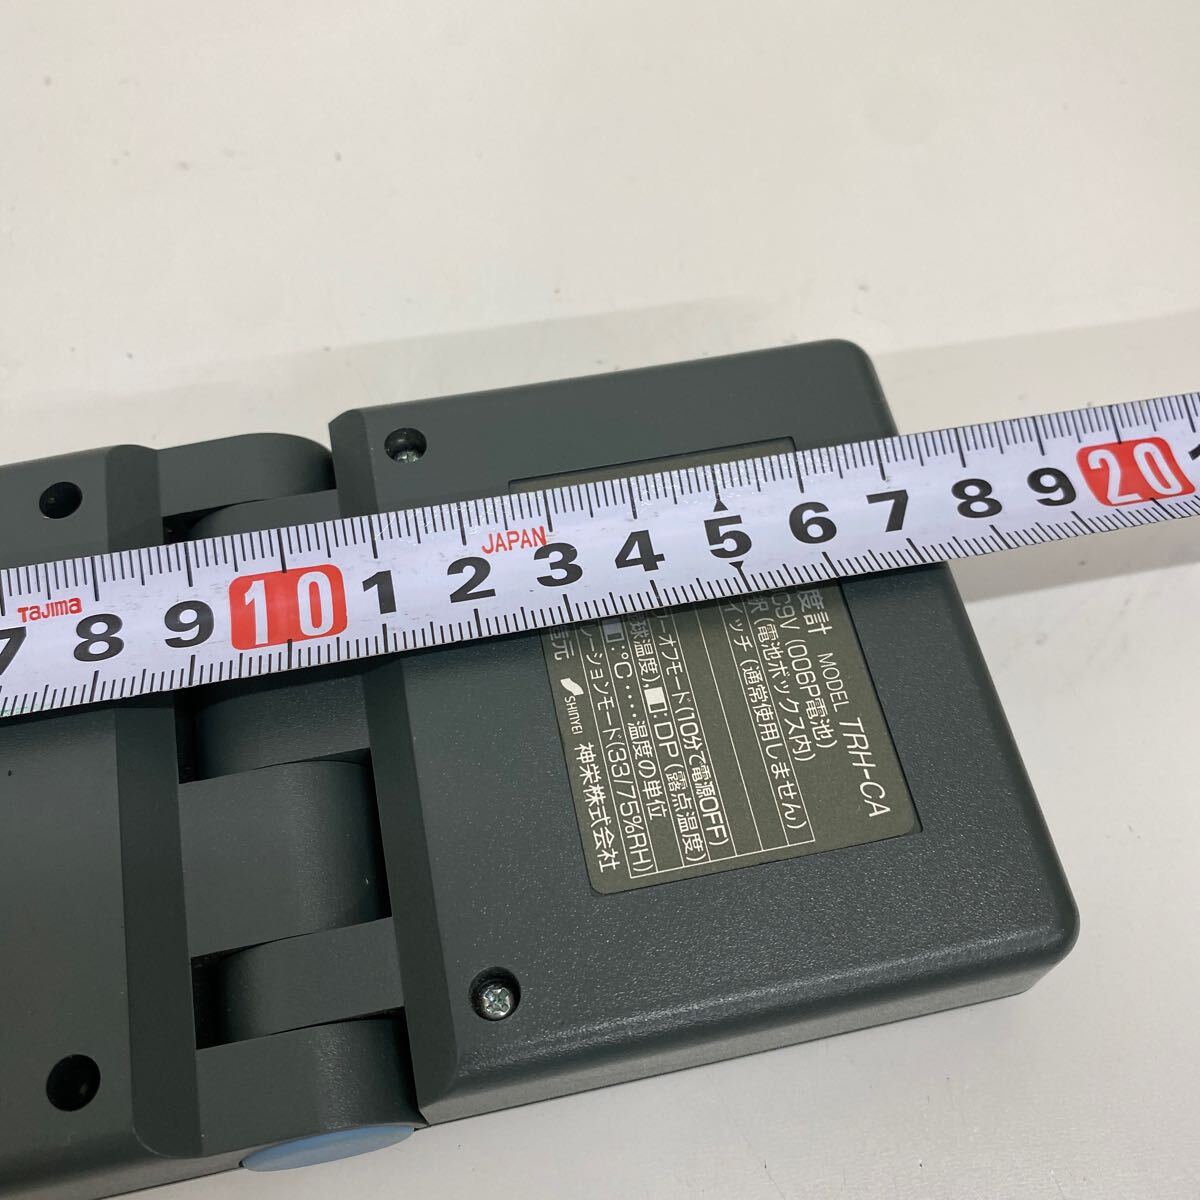 Tajima
JAPAN
7 8 9 10 1 2 3 4 5 6 7 8 9 20 1
度計 MODEL TRH-CA
C9V (006P電池)
(電池ボックス内)
イッチ (通常使用しません)
オフモード(10分で電源OFF)
球温度), :DP (露点温度)
:℃‥‥温度の単位
ーションモード(33/75%RH)
元 SHINYEI 神栄株式会社